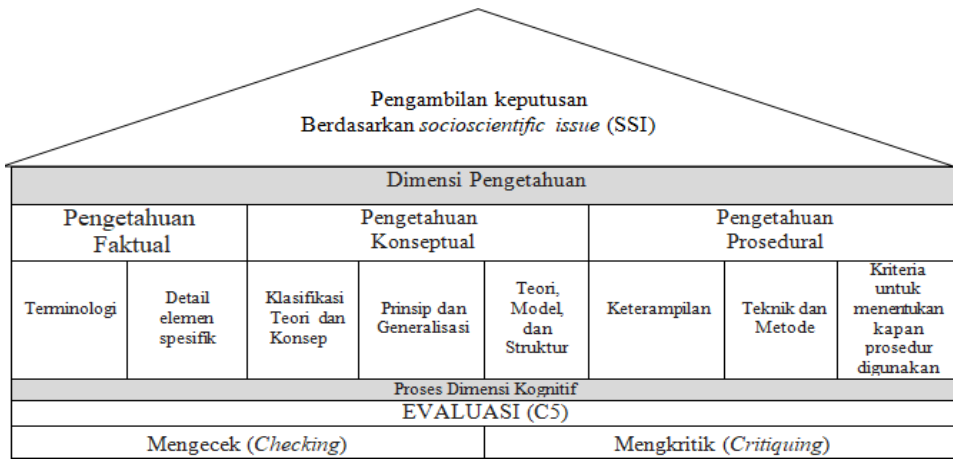 Pengambilan keputusan
Berdasarkan socioscientific issue (SSI)
Dimensi Pengetahuan
Pengetahuan
Faktual
Pengetahuan
Konseptual
Pengetahuan
Prosedural
Terminologi
Detail
elemen
spesifik
Klasifikasi
Teori dan
Konsep
Prinsip dan
Generalisasi
Teori,
Model,
dan
Struktur
Keterampilan
Teknik dan
Metode
Kriteria
untuk
menentukan
kapan
prosedur
digunakan
Proses Dimensi Kognitif
EVALUASI (C5)
Mengecek (Checking)
Mengkritik (Critiquing)